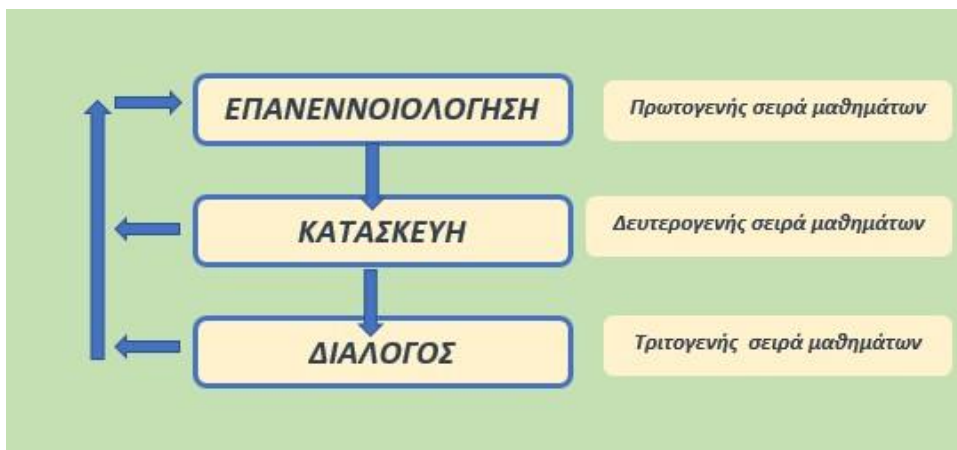 ΕΠΑΝΕΝΝΟΙΟΛΟΓΗΣΗ
Πρωτογενής σειρά μαθημάτων
ΚΑΤΑΣΚΕΥΗ
Δευτερογενής σειρά μαθημάτων
ΔΙΑΛΟΓΟΣ
Τριτογενής σειρά μαθημάτων